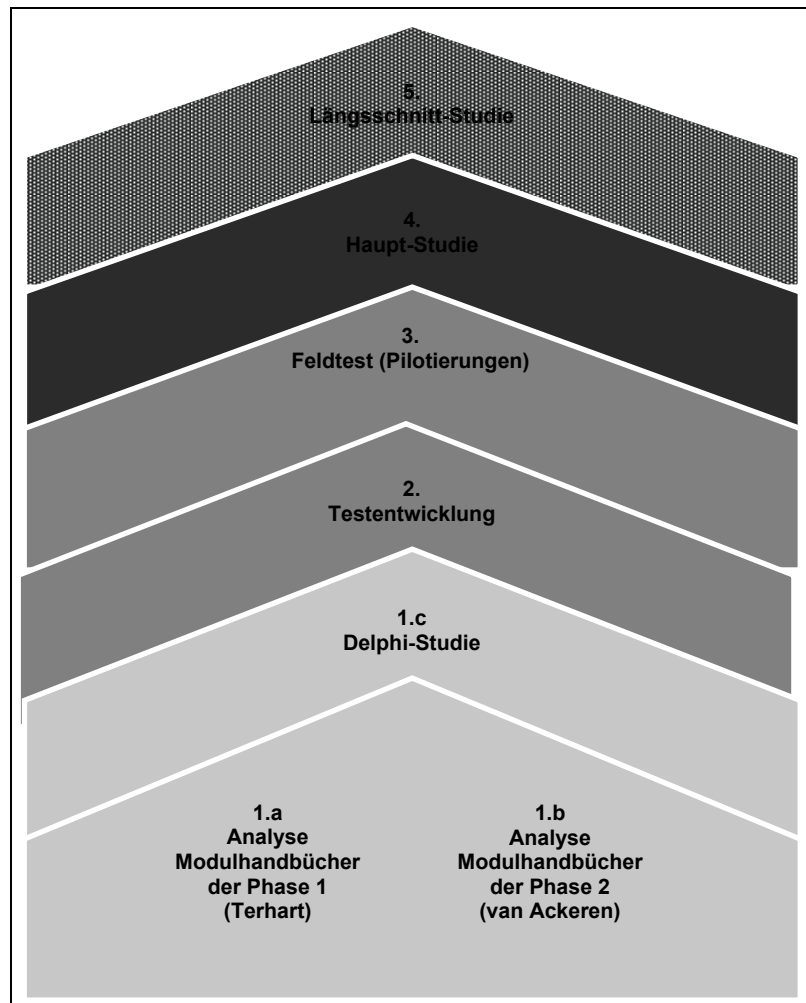 5.
Längsschnitt-Studie
4.
Haupt-Studie
3.
Feldtest (Pilotierungen)
2.
Testentwicklung
1.c
Delphi-Studie
1.a
Analyse
Modulhandbücher
der Phase 1
(Terhart)
1.b
Analyse
Modulhandbücher
der Phase 2
(van Ackeren)